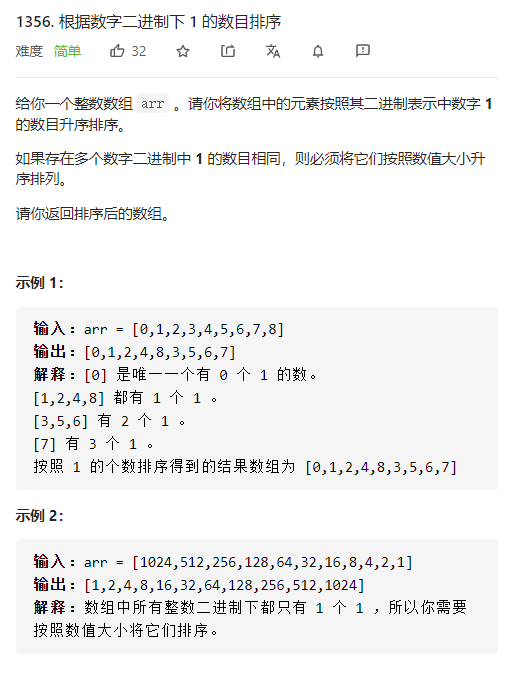 1356. 根据数字二进制下 1 的数目排序
难度 简单 32
给你一个整数数组 arr 。请你将数组中的元素按照其二进制表示中数字 1
的数目升序排序。
如果存在多个数字二进制中 1 的数目相同，则必须将它们按照数值大小升
序排列。
请你返回排序后的数组。
示例 1：
输入：arr = [0,1,2,3,4,5,6,7,8]
输出：[0,1,2,4,8,3,5,6,7]
解释：[0] 是唯一一个有 0 个 1 的数。
[1,2,4,8] 都有 1 个 1 。
[3,5,6] 有 2 个 1 。
[7] 有 3 个 1 。
按照 1 的个数排序得到的结果数组为 [0,1,2,4,8,3,5,6,7]
示例 2：
输入：arr = [1024,512,256,128,64,32,16,8,4,2,1]
输出：[1,2,4,8,16,32,64,128,256,512,1024]
解释：数组中所有整数二进制下都只有 1 个 1 ，所以你需要
按照数值大小将它们排序。